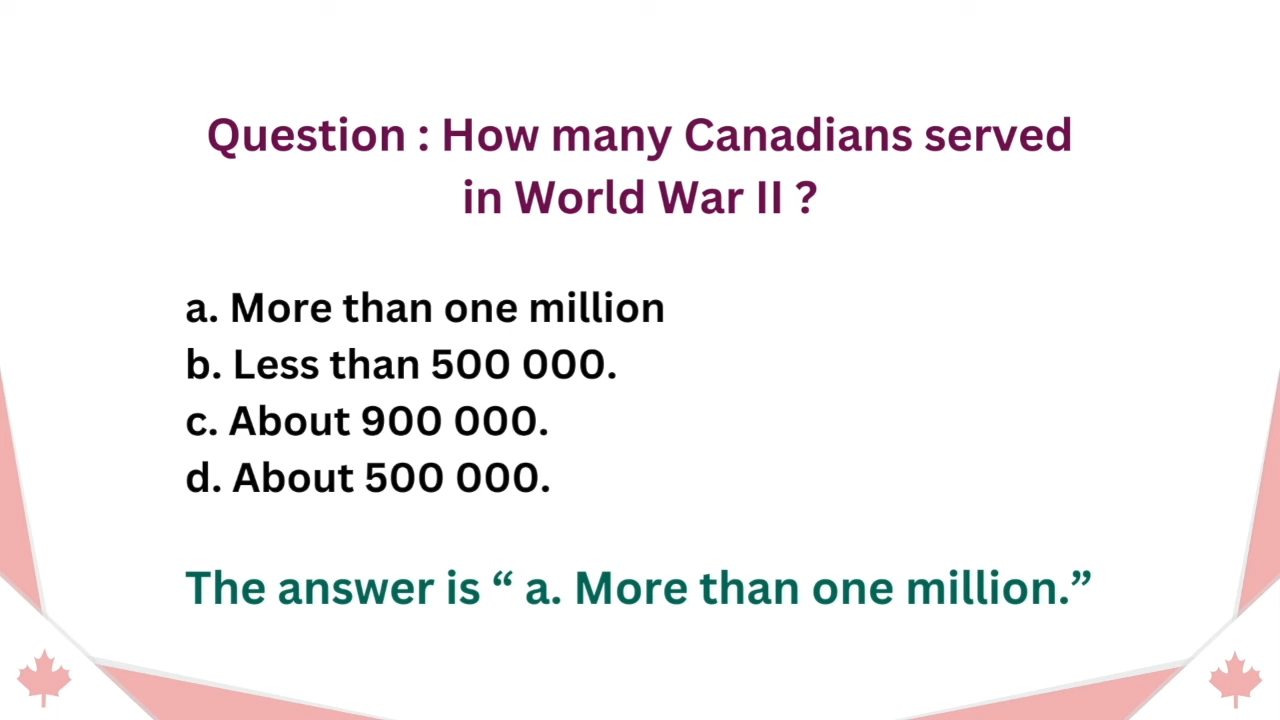 Question : How many Canadians served
in World War II ?
a. More than one million
b. Less than 500 000.
c. About 900 000.
d. About 500 000.
The answer is “ a. More than one million.”